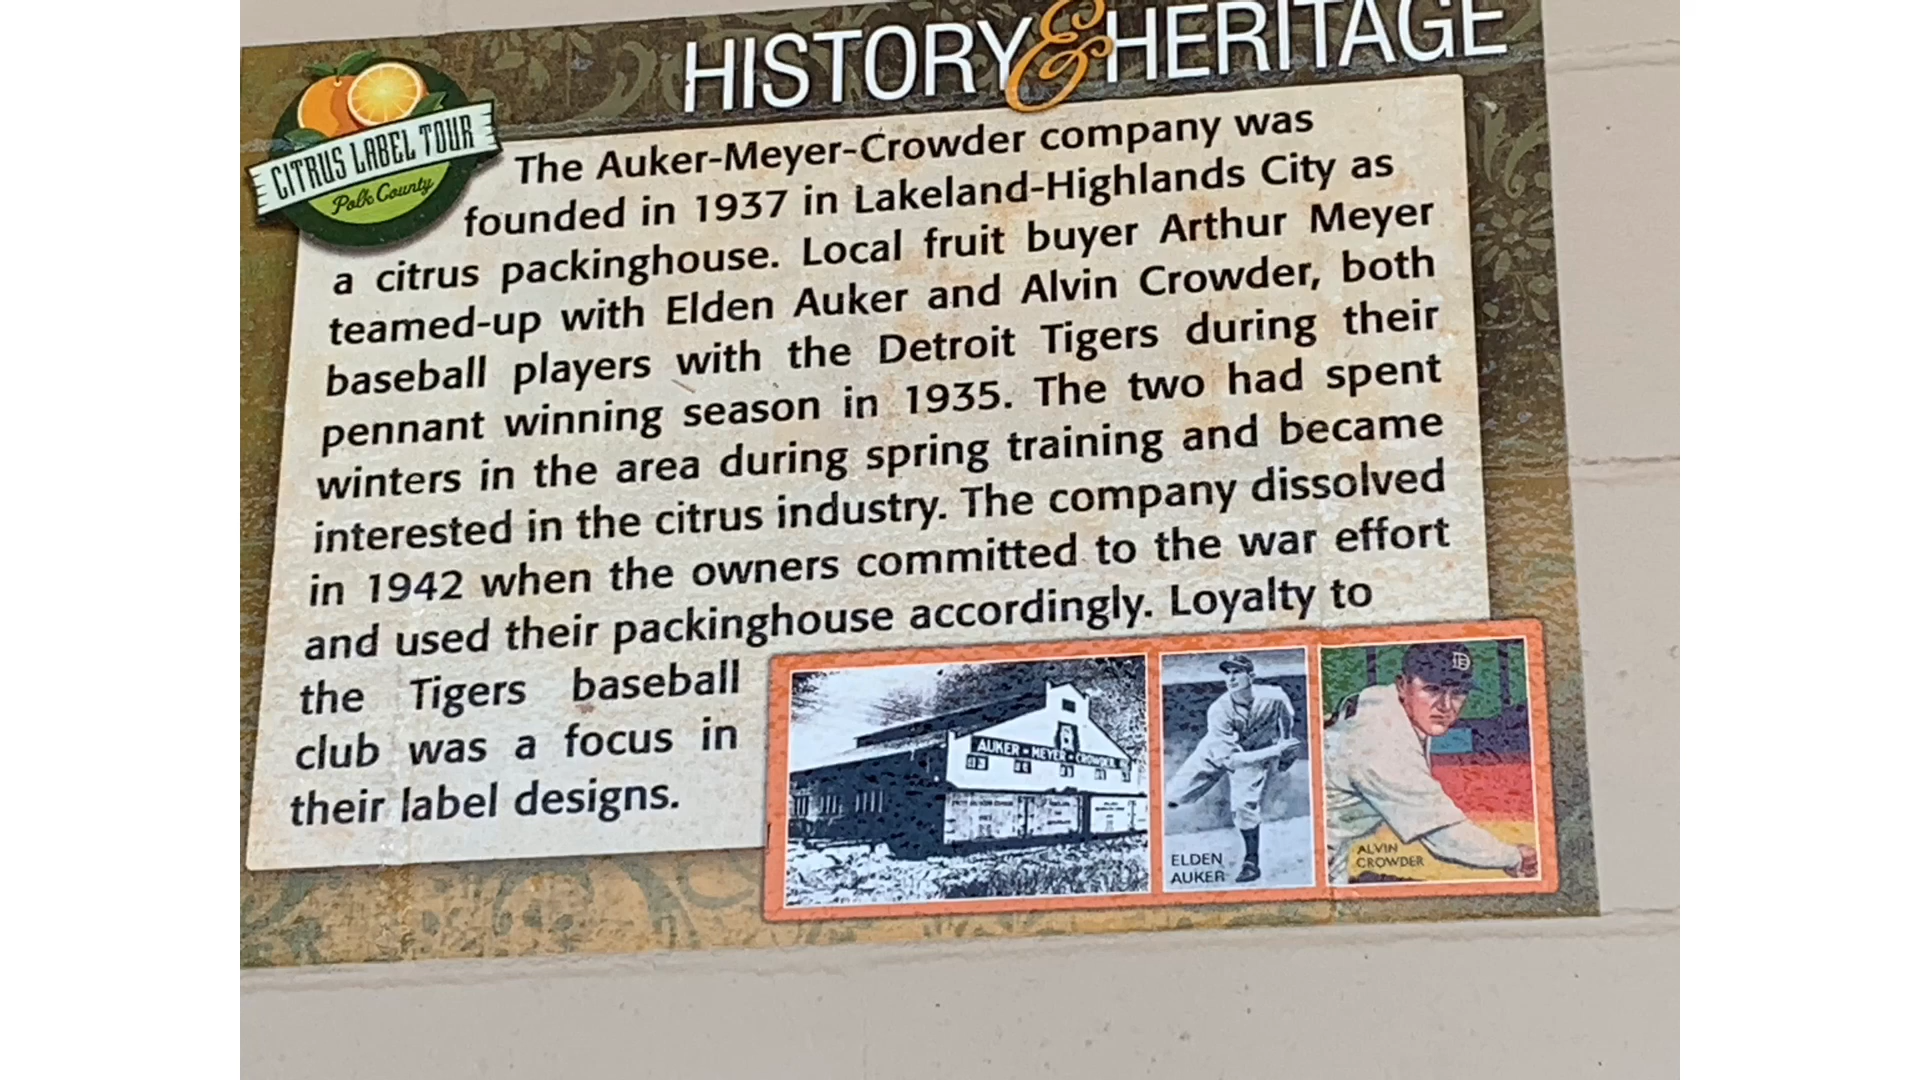 HISTORY & HERITAGE
CITRUS LABEL TOUR
Polk County
The Auker-Meyer-Crowder company was
founded in 1937 in Lakeland-Highlands City as
a citrus packinghouse. Local fruit buyer Arthur Meyer
teamed-up with Elden Auker and Alvin Crowder, both
baseball players with the Detroit Tigers during their
pennant winning season in 1935. The two had spent
winters in the area during spring training and became
interested in the citrus industry. The company dissolved
in 1942 when the owners committed to the war effort
and used their packinghouse accordingly. Loyalty to
the Tigers baseball
club was a focus in
their label designs.
AUKER - MEYER - CROWDER
ELDEN
AUKER
ALVIN
CROWDER